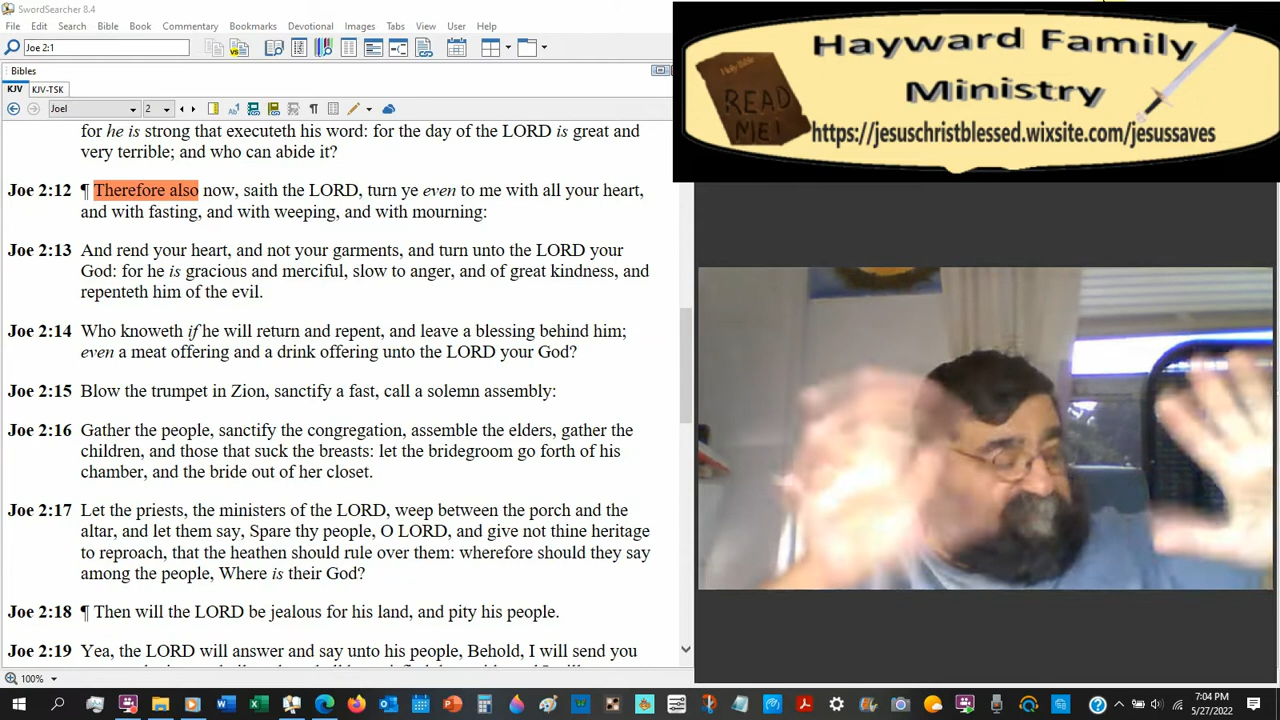 SwordSearcher 8.4
File Edit Search Bible Book Commentary Bookmarks Devotional Images Tabs View User Help
Joe 2:1
Bibles
KJV KJV-TSK
Joel 2
for he is strong that executeth his word: for the day of the LORD is great and
very terrible; and who can abide it?
Joe 2:12 ¶ Therefore also now, saith the LORD, turn ye even to me with all your heart,
and with fasting, and with weeping, and with mourning:
Joe 2:13 And rend your heart, and not your garments, and turn unto the LORD your
God: for he is gracious and merciful, slow to anger, and of great kindness, and
repenteth him of the evil.
Joe 2:14 Who knoweth if he will return and repent, and leave a blessing behind him;
even a meat offering and a drink offering unto the LORD your God?
Joe 2:15 Blow the trumpet in Zion, sanctify a fast, call a solemn assembly:
Joe 2:16 Gather the people, sanctify the congregation, assemble the elders, gather the
children, and those that suck the breasts: let the bridegroom go forth of his
chamber, and the bride out of her closet.
Joe 2:17 Let the priests, the ministers of the LORD, weep between the porch and the
altar, and let them say, Spare thy people, O LORD, and give not thine heritage
to reproach, that the heathen should rule over them: wherefore should they say
among the people, Where is their God?
Joe 2:18 ¶ Then will the LORD be jealous for his land, and pity his people.
Joe 2:19 Yea, the LORD will answer and say unto his people, Behold, I will send you
100%
Hayward Family
Ministry
Holy Bible
READ
ME!
https://jesuschristblessed.wixsite.com/jesussaves
7:04 PM
5/27/2022